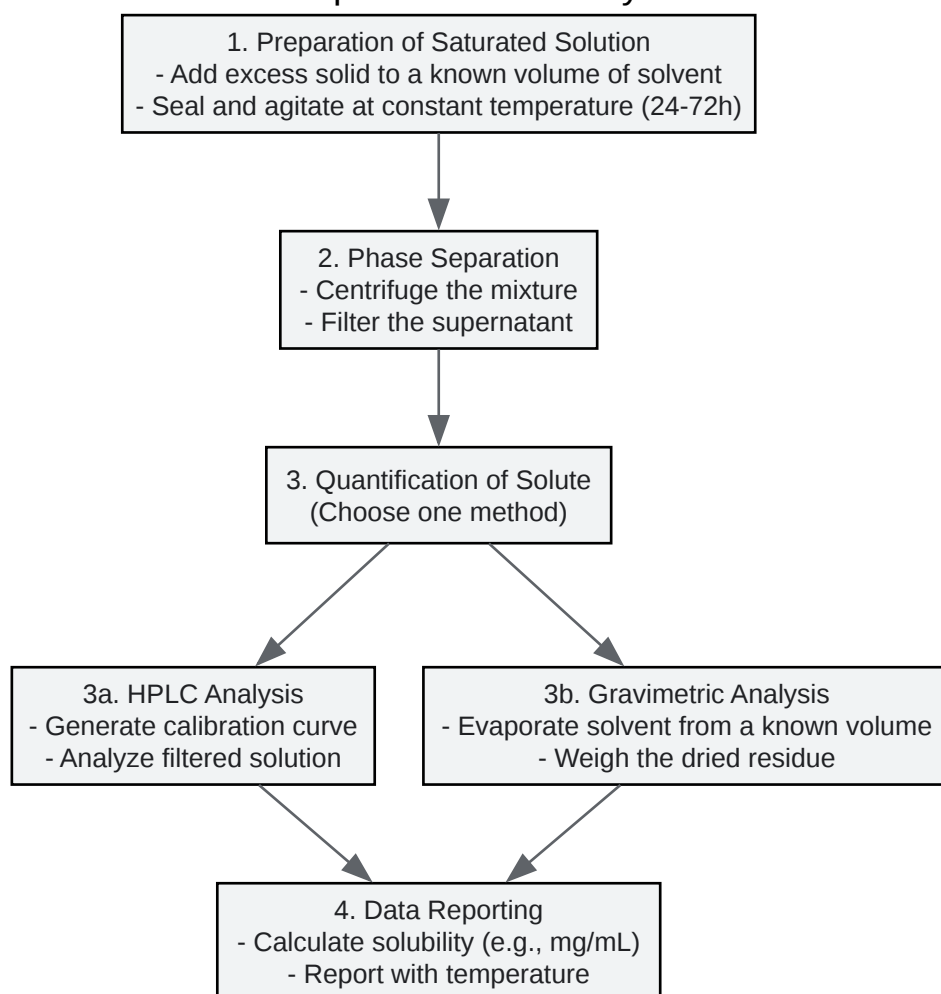 1. Preparation of Saturated Solution
- Add excess solid to a known volume of solvent
- Seal and agitate at constant temperature (24-72h)
2. Phase Separation
- Centrifuge the mixture
- Filter the supernatant
3. Quantification of Solute
(Choose one method)
3a. HPLC Analysis
- Generate calibration curve
- Analyze filtered solution
3b. Gravimetric Analysis
- Evaporate solvent from a known volume
- Weigh the dried residue
4. Data Reporting
- Calculate solubility (e.g., mg/mL)
- Report with temperature